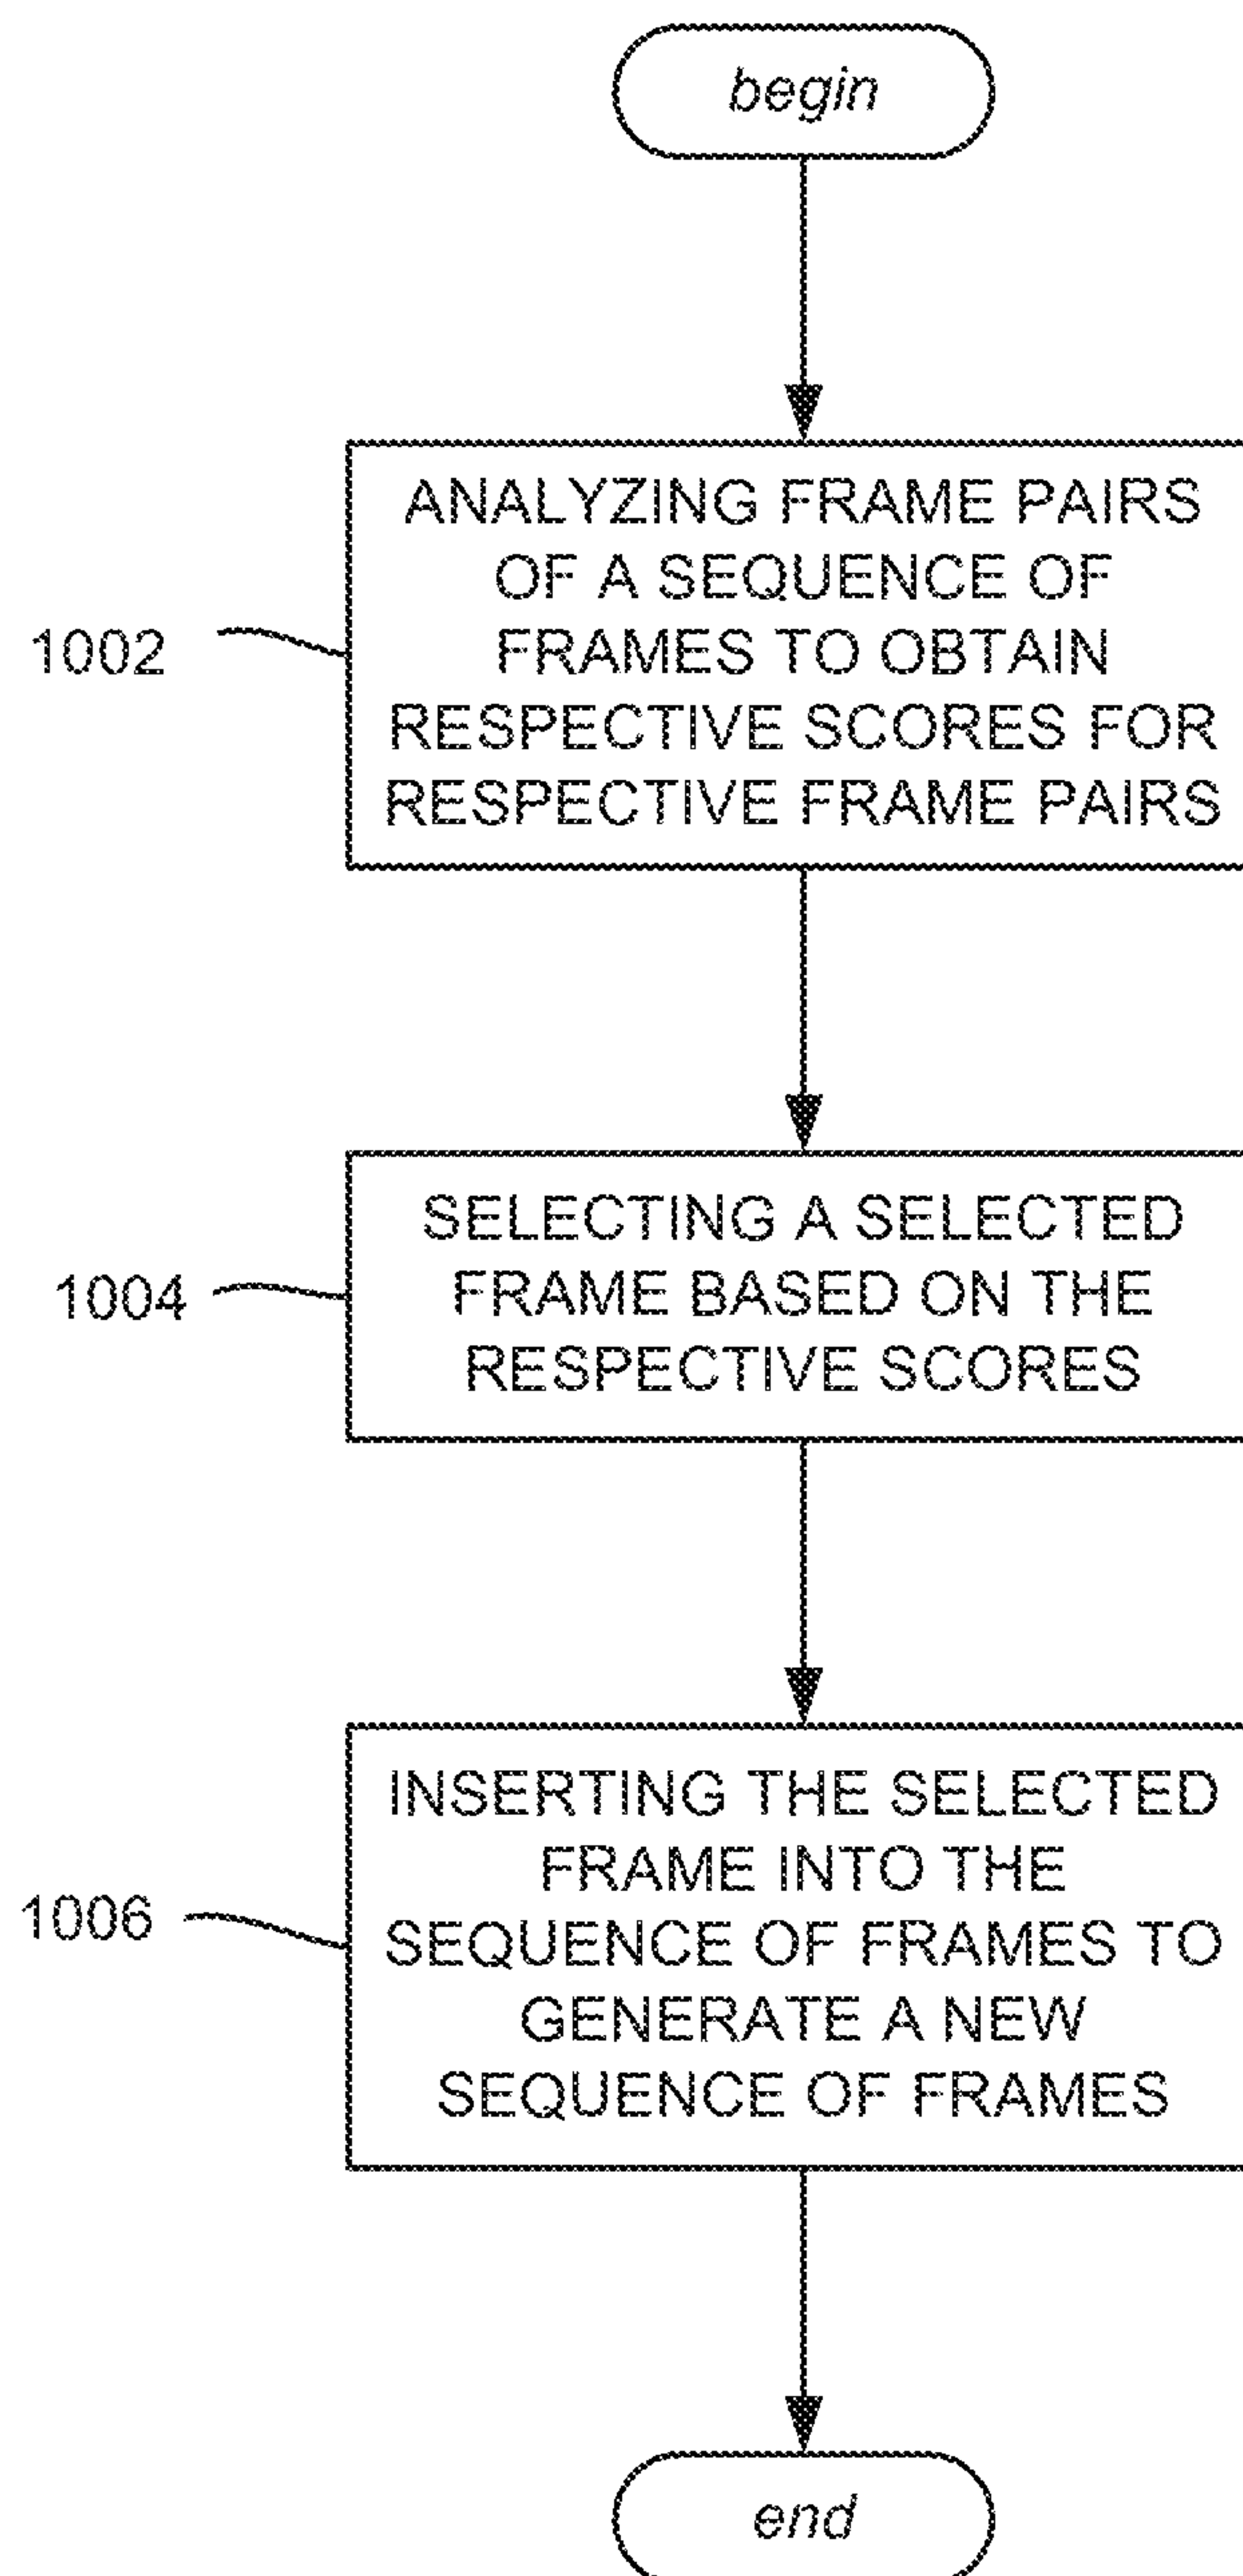 begin
1002
ANALYZING FRAME PAIRS
OF A SEQUENCE OF
FRAMES TO OBTAIN
RESPECTIVE SCORES FOR
RESPECTIVE FRAME PAIRS
1004
SELECTING A SELECTED
FRAME BASED ON THE
RESPECTIVE SCORES
1006
INSERTING THE SELECTED
FRAME INTO THE
SEQUENCE OF FRAMES TO
GENERATE A NEW
SEQUENCE OF FRAMES
end